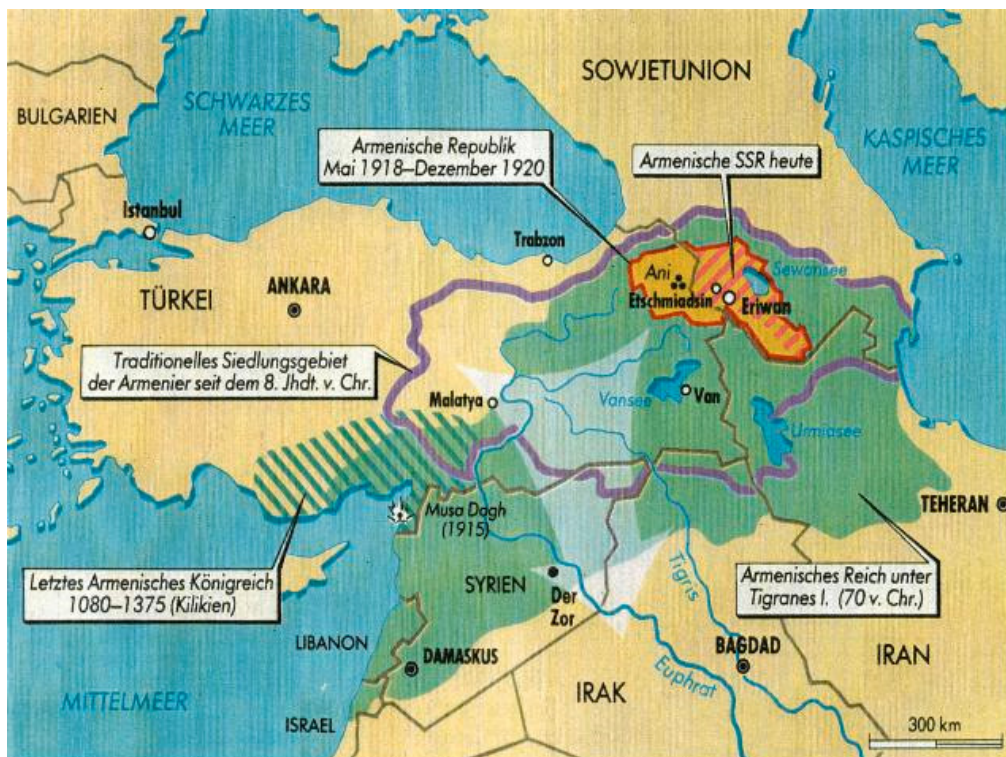 SOWJETUNION
BULGARIEN
SCHWARZES
MEER
KASPISCHES
MEER
Armenische Republik
Mai 1918–Dezember 1920
Armenische SSR heute
Istanbul
Trabzon
Ani
Sewansee
Etschmiadsin
Eriwan
TÜRKEI
ANKARA
Traditionelles Siedlungsgebiet
der Armenier seit dem 8. Jhdt. v. Chr.
Malatya
Vansee
Van
Urmiasee
TEHERAN
Musa Dagh
(1915)
Letztes Armenisches Königreich
1080–1375 (Kilikien)
SYRIEN
Der
Zor
Tigris
Armenisches Reich unter
Tigranes I. (70 v. Chr.)
LIBANON
DAMASKUS
BAGDAD
IRAN
Euphrat
MITTELMEER
IRAK
ISRAEL
300 km